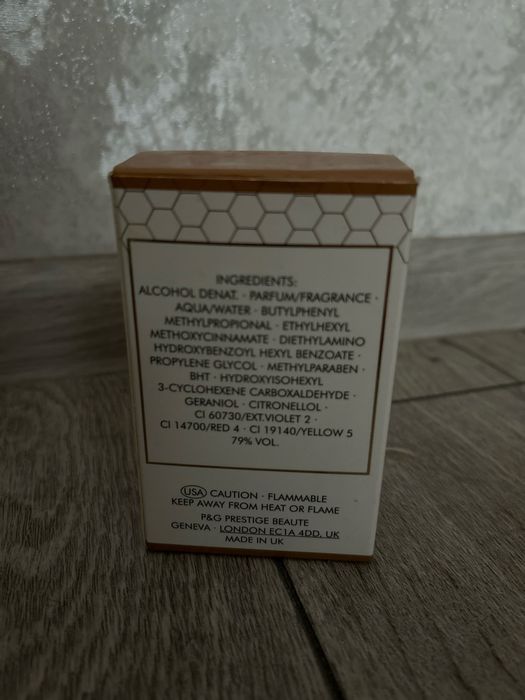 INGREDIENTS:
ALCOHOL DENAT. · PARFUM/FRAGRANCE ·
AQUA/WATER · BUTYLPHENYL
METHYLPROPIONAL · ETHYLHEXYL
METHOXYCINNAMATE · DIETHYLAMINO
HYDROXYBENZOYL HEXYL BENZOATE ·
PROPYLENE GLYCOL · METHYLPARABEN ·
BHT · HYDROXYISOHEXYL
3-CYCLOHEXENE CARBOXALDEHYDE ·
GERANIOL · CITRONELLOL ·
CI 60730/EXT.VIOLET 2 ·
CI 14700/RED 4 · CI 19140/YELLOW 5
79% VOL.
USA CAUTION · FLAMMABLE
KEEP AWAY FROM HEAT OR FLAME
P&G PRESTIGE BEAUTE
GENEVA · LONDON EC1A 4DD, UK
MADE IN UK